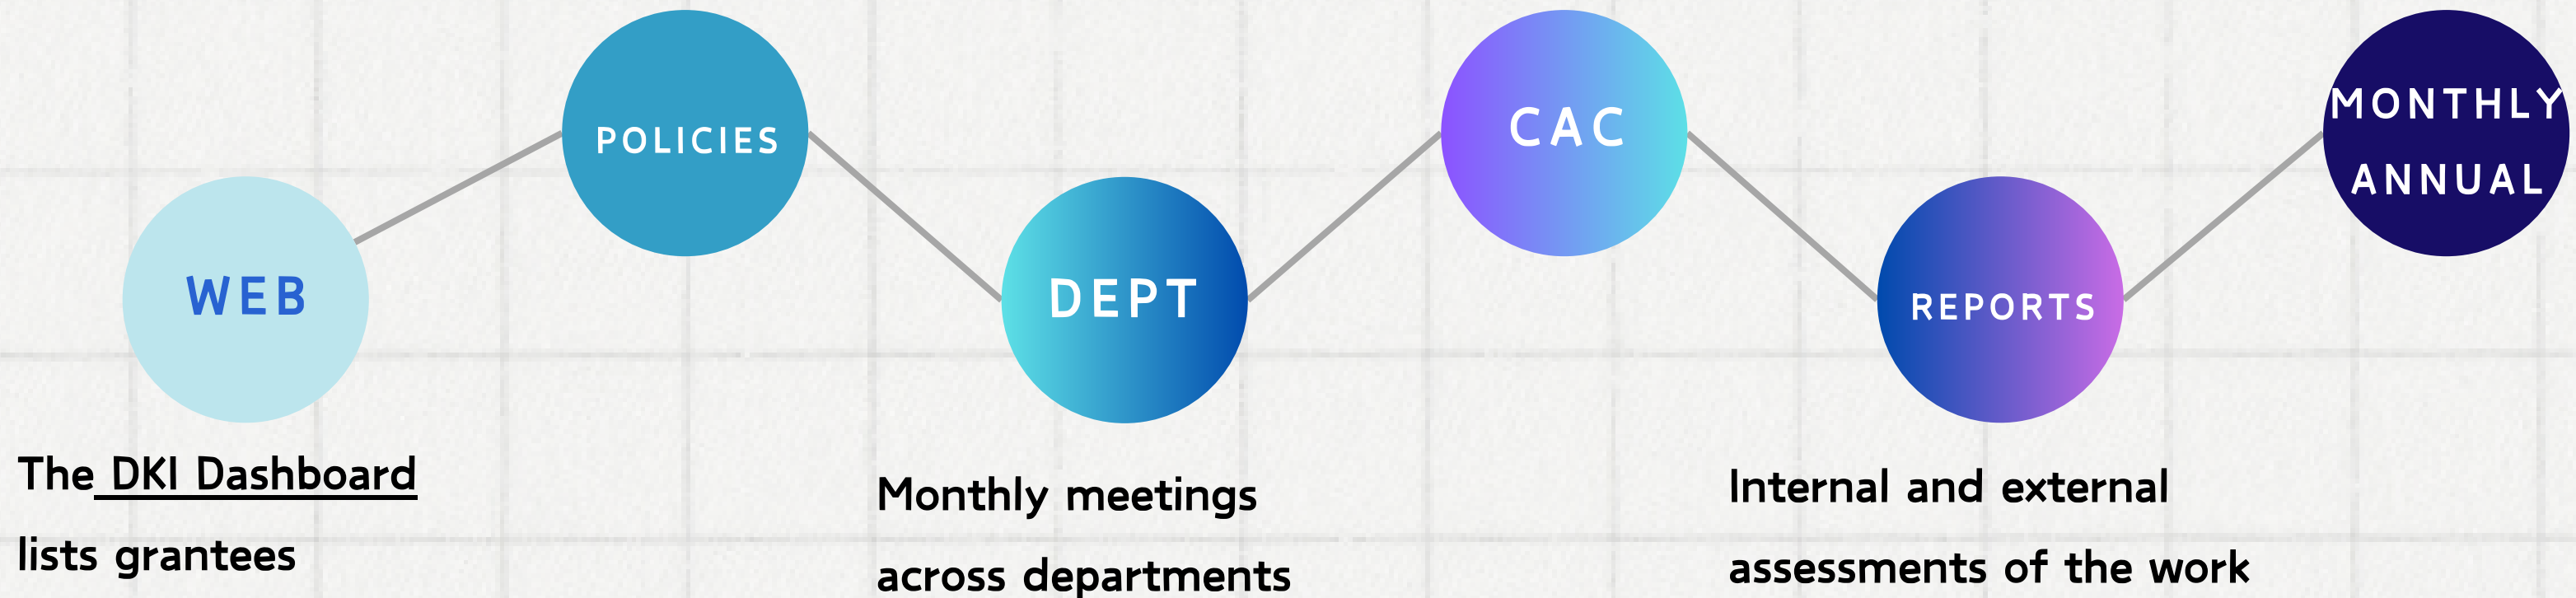 WEB
POLICIES
DEPT
CAC
REPORTS
MONTHLY
ANNUAL
The DKI Dashboard
lists grantees
Monthly meetings
across departments
Internal and external
assessments of the work